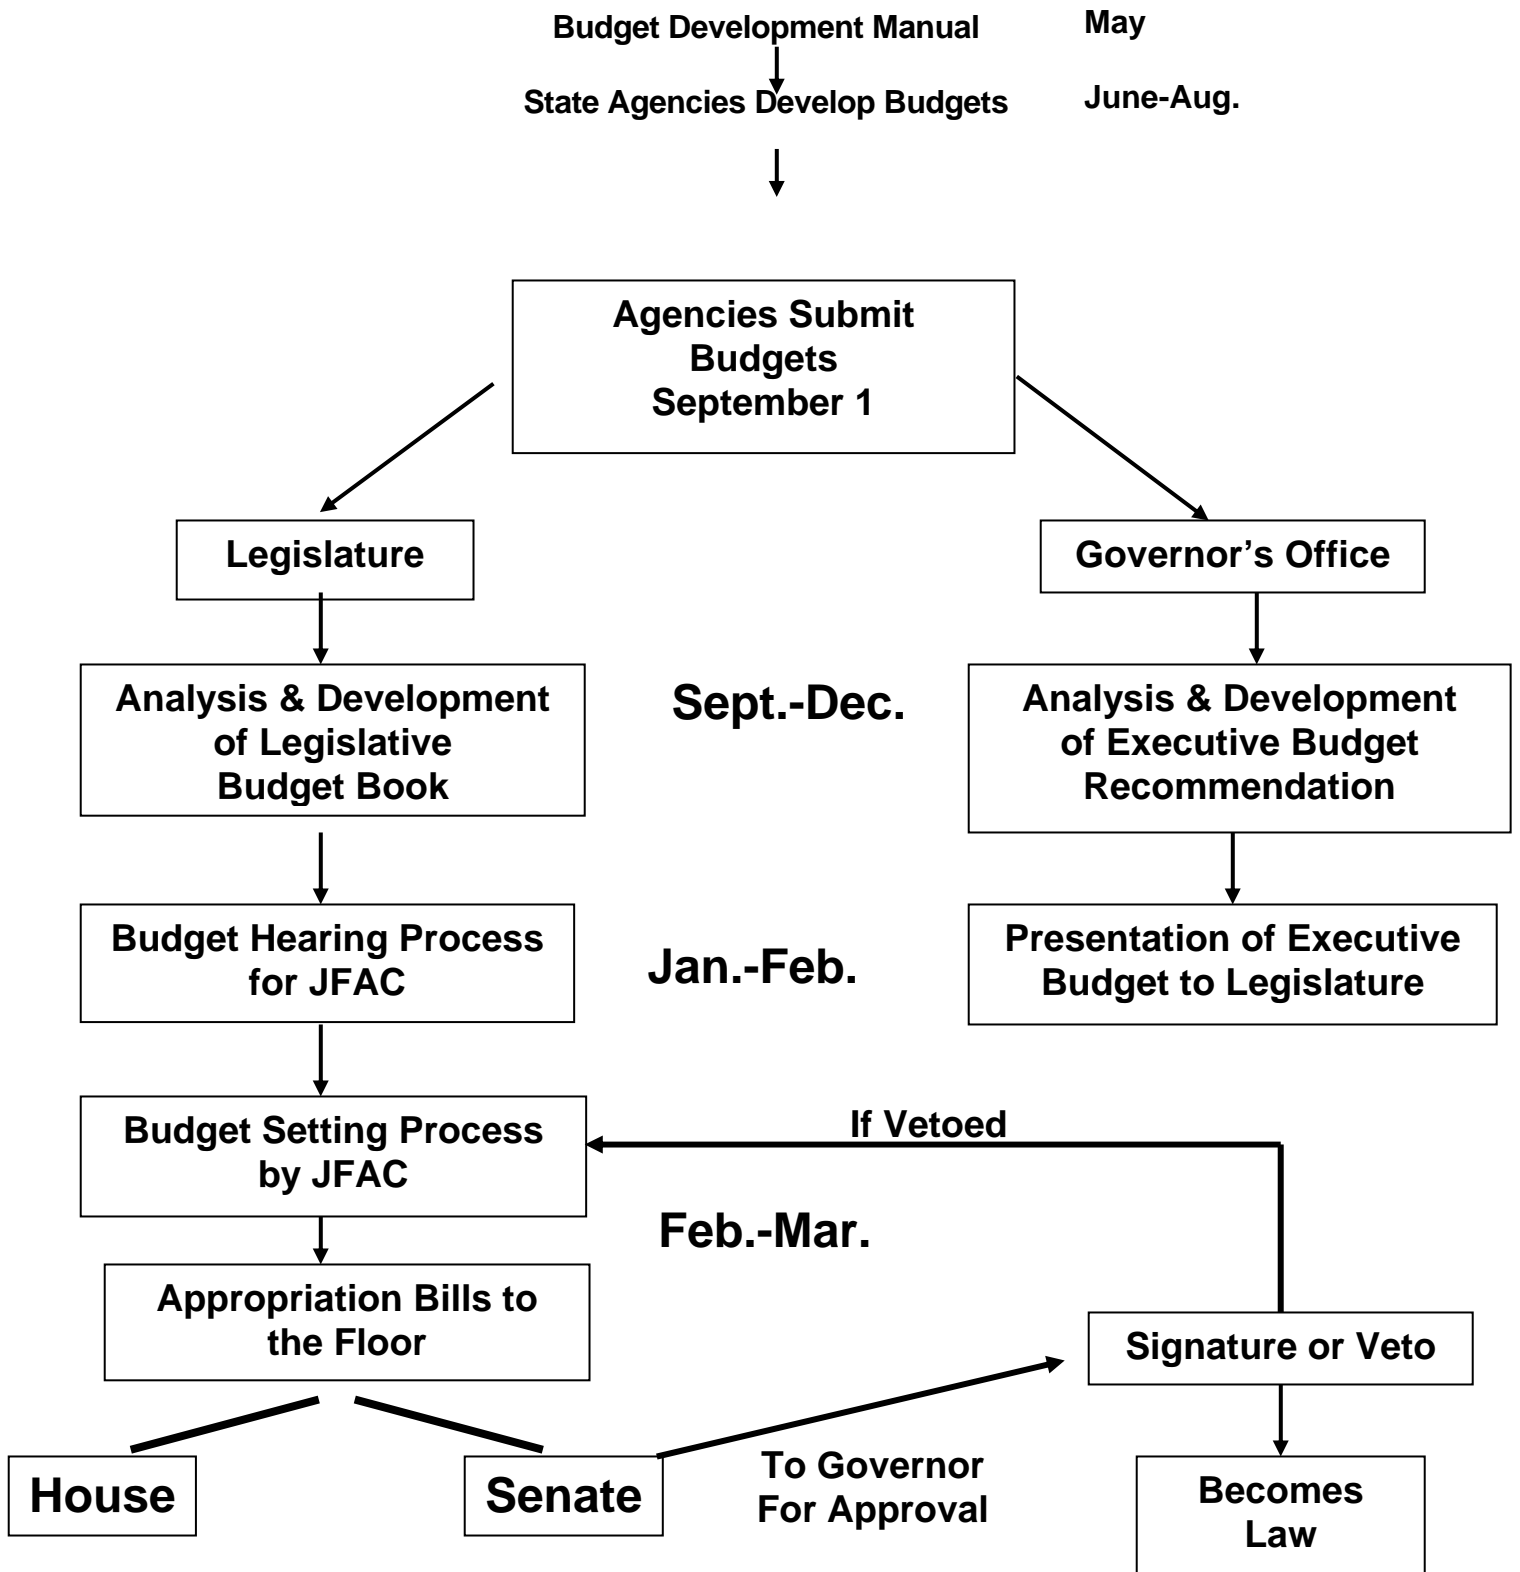 Budget Development Manual
May
State Agencies Develop Budgets
June-Aug.
Agencies Submit
Budgets
September 1
Legislature
Governor’s Office
Analysis & Development
of Legislative
Budget Book
Sept.-Dec.
Analysis & Development
of Executive Budget
Recommendation
Budget Hearing Process
for JFAC
Jan.-Feb.
Presentation of Executive
Budget to Legislature
Budget Setting Process
by JFAC
If Vetoed
Feb.-Mar.
Appropriation Bills to
the Floor
Signature or Veto
House
Senate
To Governor
For Approval
Becomes
Law